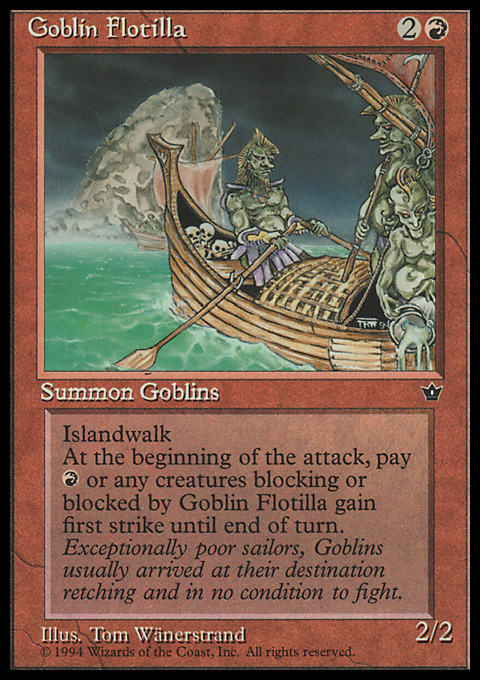 Goblin Flotilla 2
Summon Goblins
Islandwalk
At the beginning of the attack, pay
or any creatures blocking or
blocked by Goblin Flotilla gain
first strike until end of turn.
Exceptionally poor sailors, Goblins
usually arrived at their destination
retching and in no condition to fight.
Illus. Tom Wänerstrand 2/2
© 1994 Wizards of the Coast, Inc. All rights reserved.